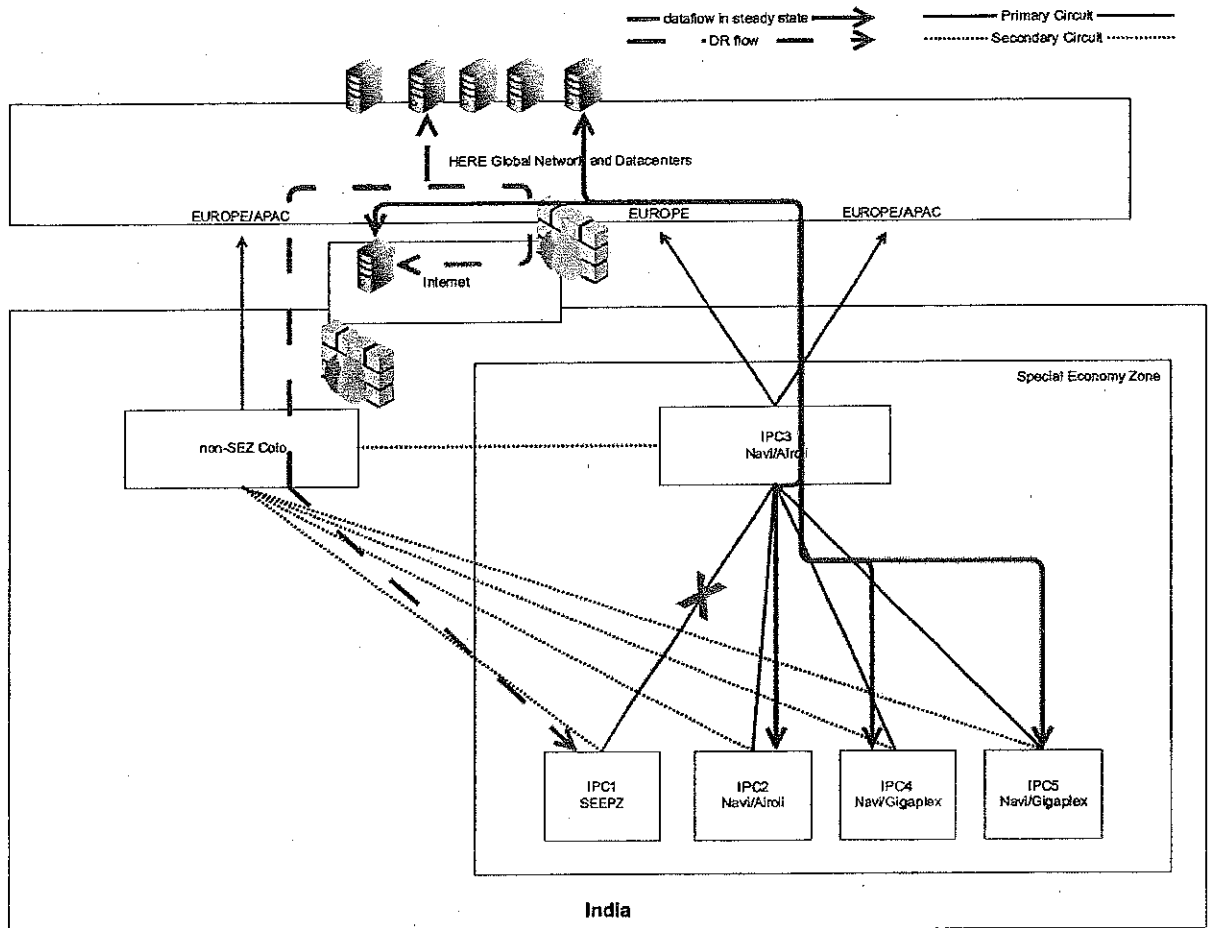 dataflow in steady state
Primary Circuit
DR flow
Secondary Circuit
HERE Global Network and Datacenters
EUROPE/APAC
EUROPE
EUROPE/APAC
Internet
Special Economy Zone
non-SEZ Colo
IPC3
Navi/Airoli
IPC1
SEEPZ
IPC2
Navi/Airoli
IPC4
Navi/Gigaplex
IPC5
Navi/Gigaplex
India